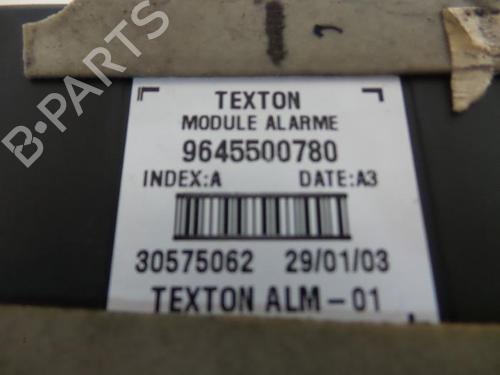 TEXTON
MODULE ALARME
9645500780
INDEX:A DATE:A3
30575062 29/01/03
TEXTON ALM-01
B-PARTS